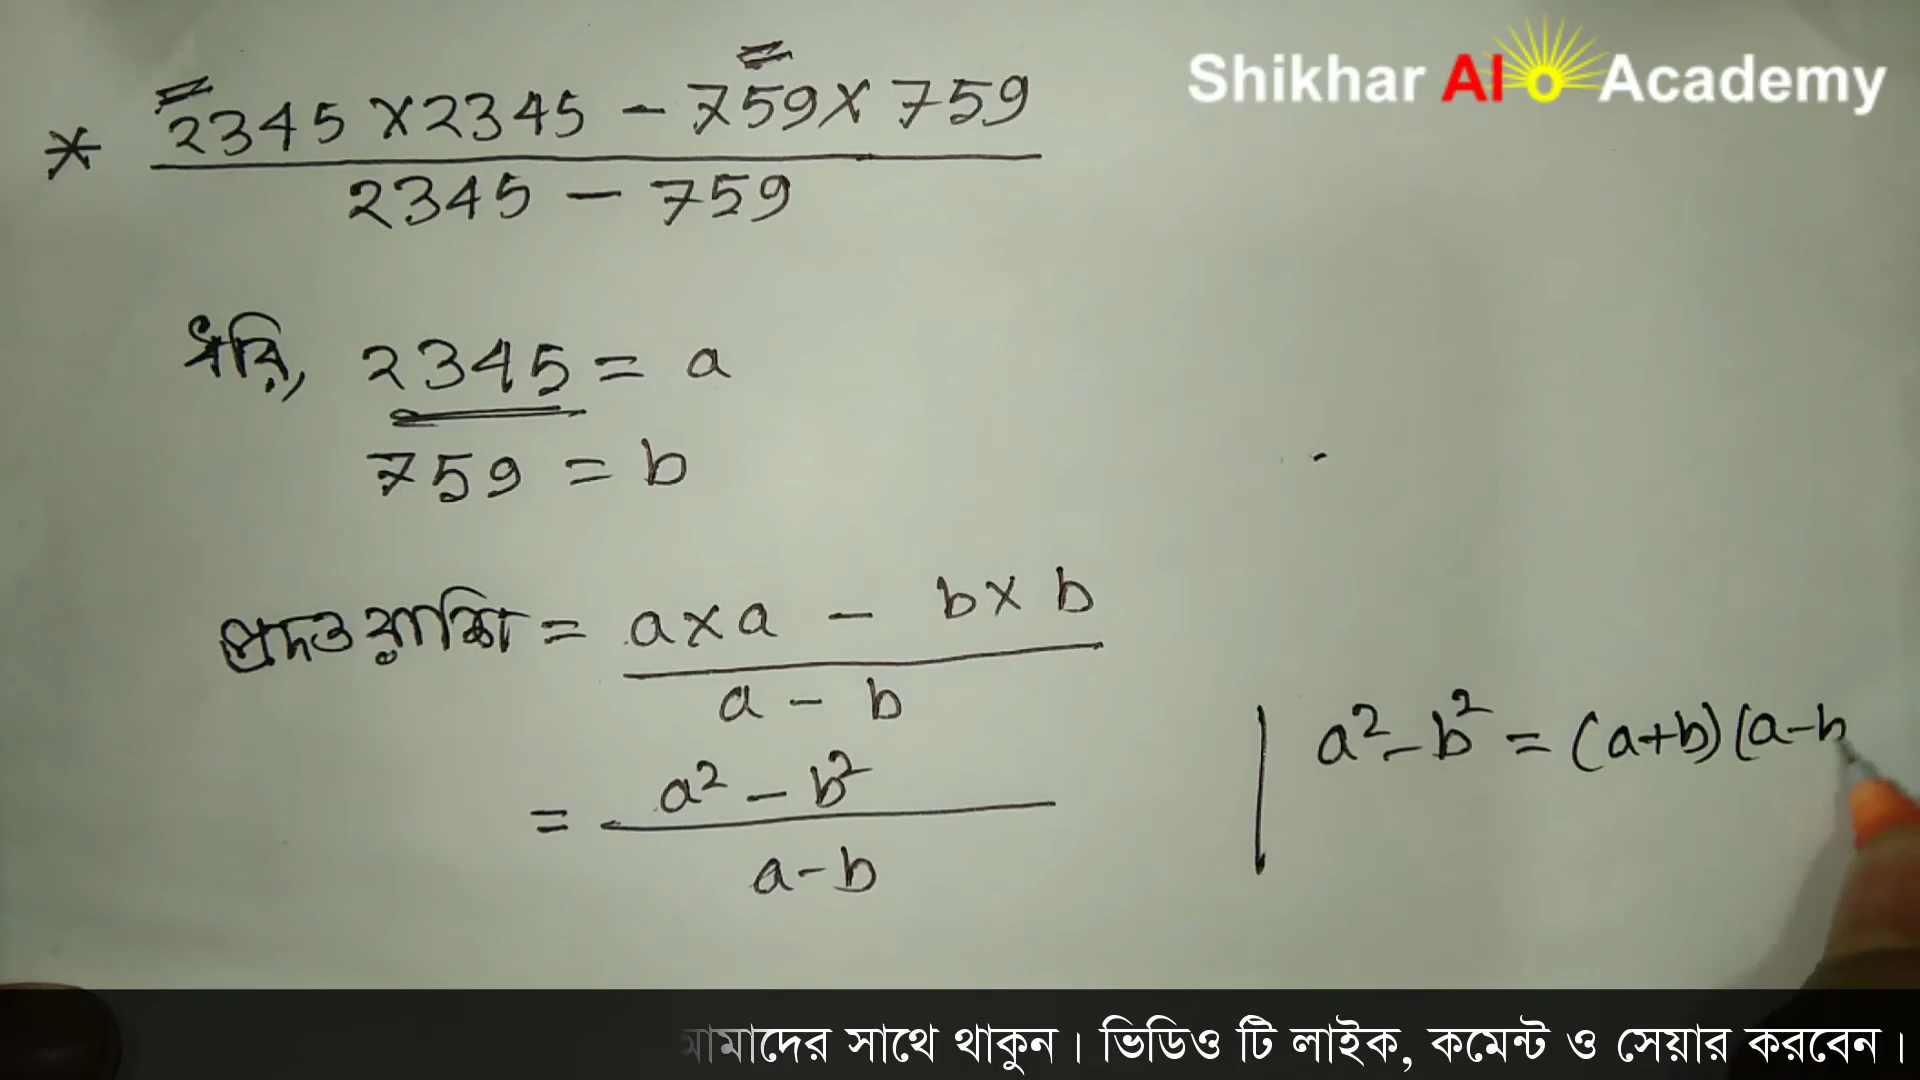 Shikhar Alo Academy
* 2345 × 2345 - 759 × 759
2345 - 759
ধরি, 2345 = a
759 = b
প্রদত্ত রাশি = a×a - b×b
a - b
= a² - b²
a - b
a² - b² = (a+b) (a-b
আমাদের সাথে থাকুন। ভিডিও টি লাইক, কমেন্ট ও সেয়ার করবেন।